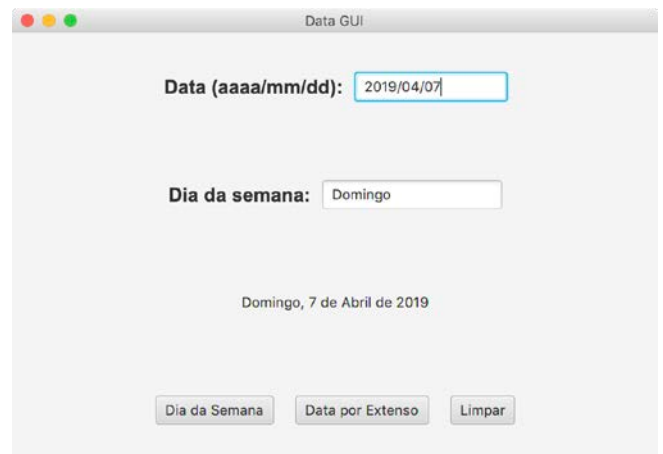 Data GUI
Data (aaaa/mm/dd): 2019/04/07
Dia da semana: Domingo
Domingo, 7 de Abril de 2019
Dia da Semana Data por Extenso Limpar